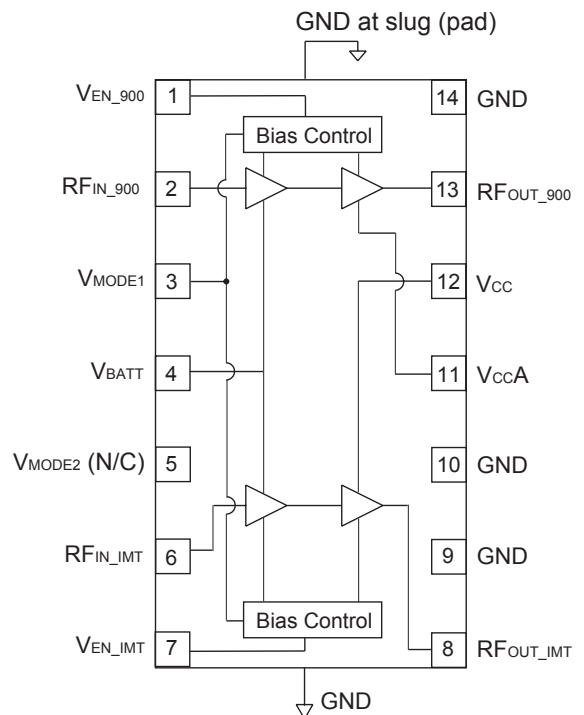 GND at slug (pad)
VEN_900
1
14
GND
Bias Control
RFIN_900
2
13
RFOUT_900
VMODE1
3
12
VCC
VBATT
4
11
VCCA
VMODE2 (N/C)
5
10
GND
RFIN_IMT
6
9
GND
Bias Control
VEN_IMT
7
8
RFOUT_IMT
GND